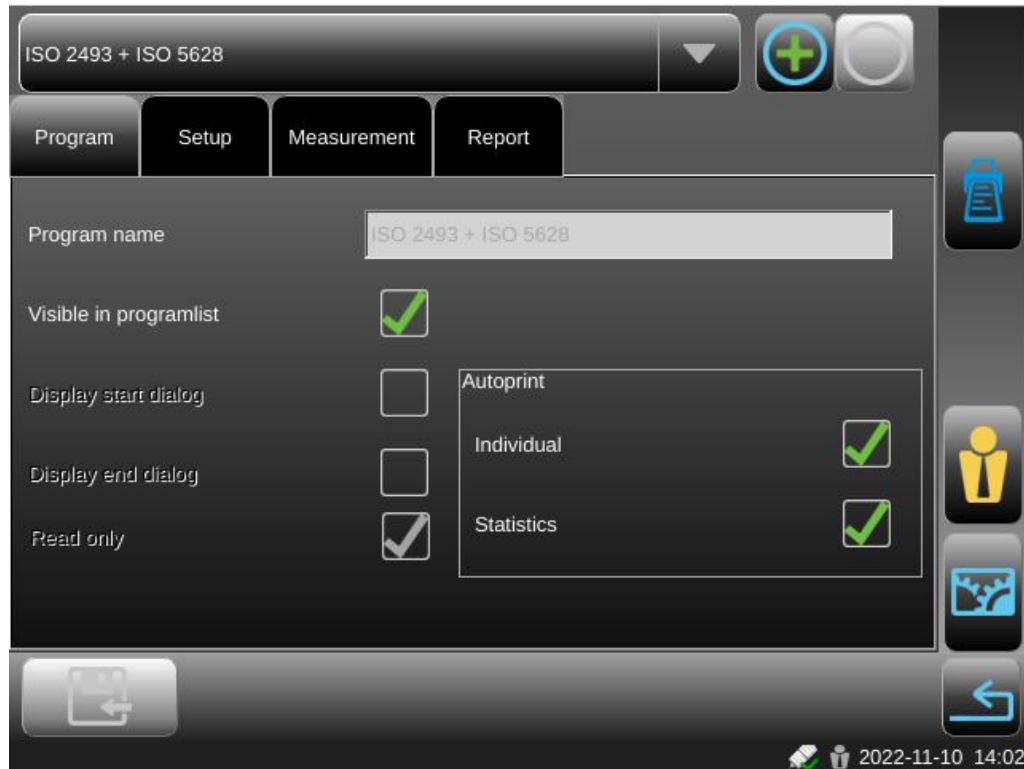 ISO 2493 + ISO 5628
Program Setup Measurement Report
Program name ISO 2493 + ISO 5628
Visible in programlist
Display start dialog
Autoprint
Individual
Display end dialog
Statistics
Read only
2022-11-10 14:02